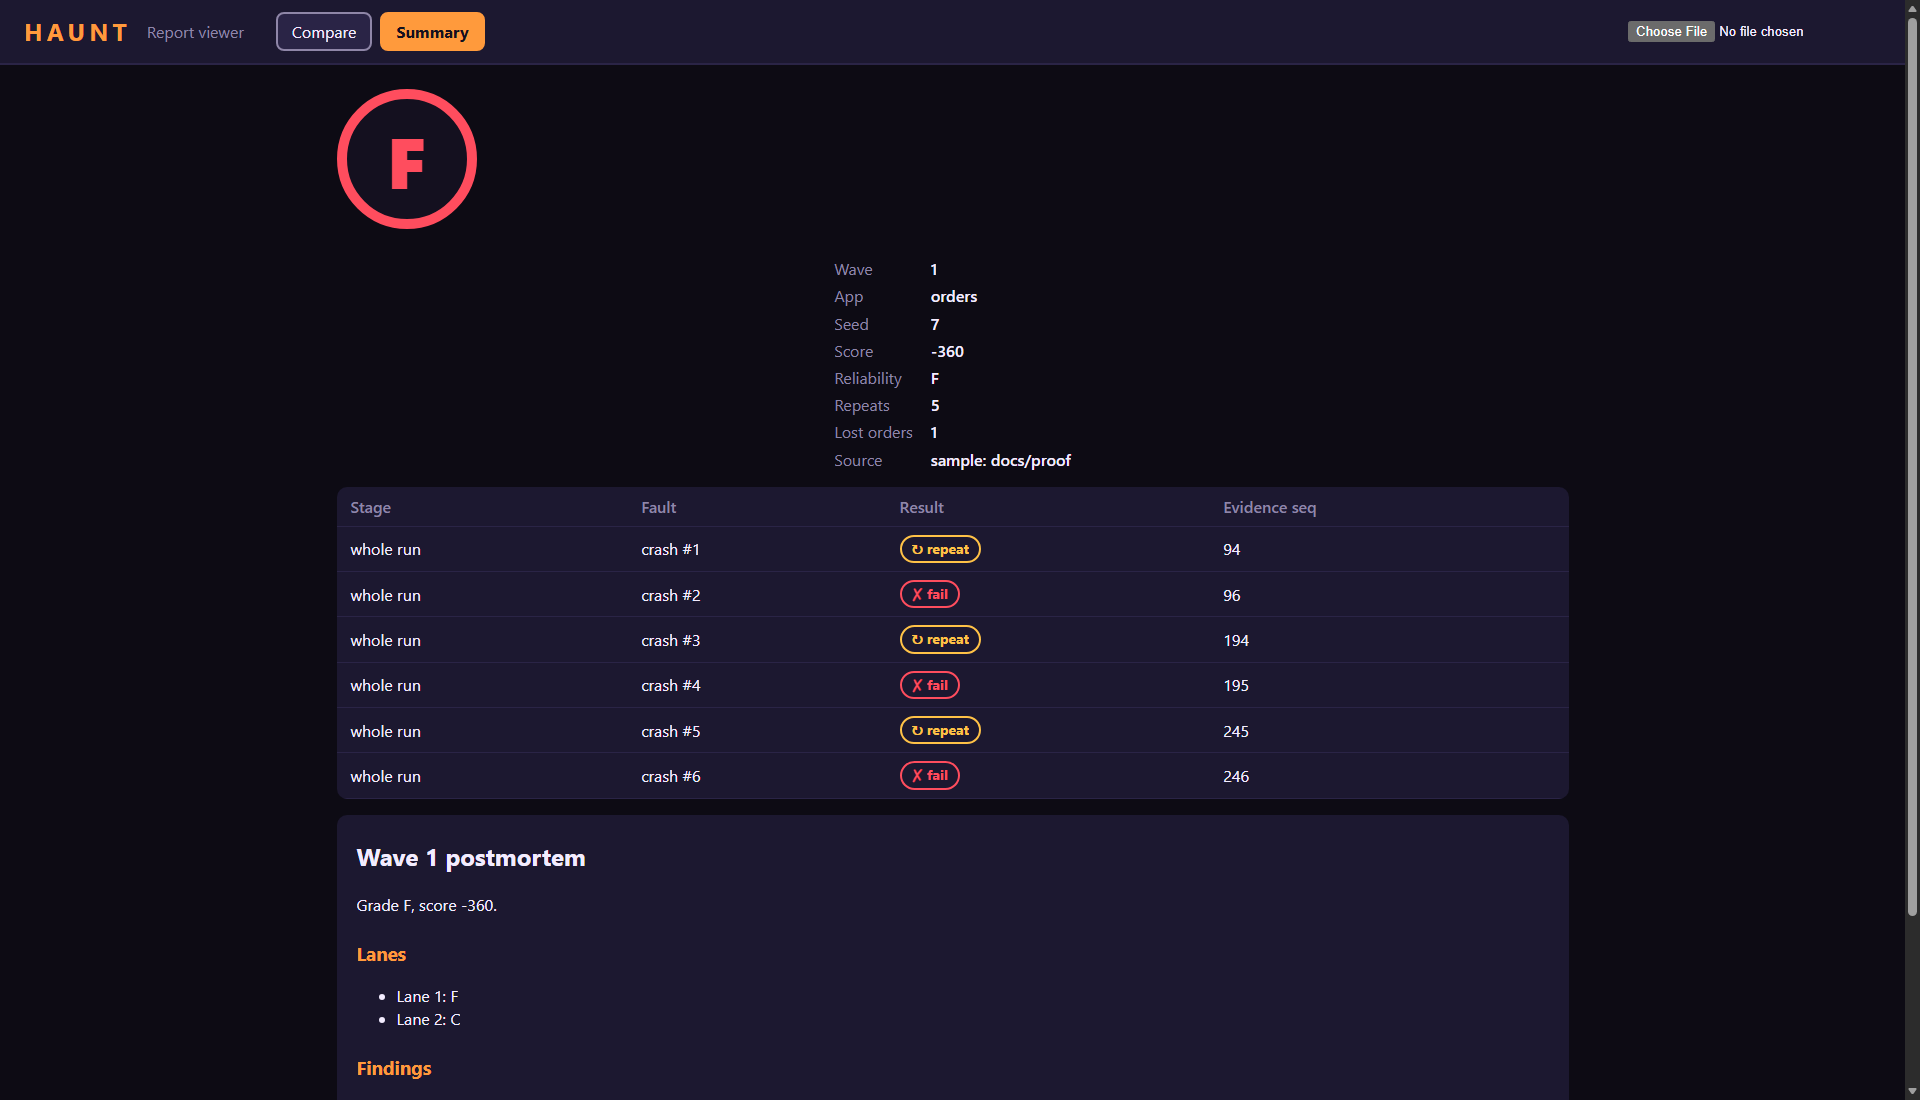 HAUNT Report viewer Compare Summary Choose File No file chosen
F
Wave 1
App orders
Seed 7
Score -360
Reliability F
Repeats 5
Lost orders 1
Source sample: docs/proof
Stage Fault Result Evidence seq
whole run crash #1 ↻ repeat 94
whole run crash #2 ✗ fail 96
whole run crash #3 ↻ repeat 194
whole run crash #4 ✗ fail 195
whole run crash #5 ↻ repeat 245
whole run crash #6 ✗ fail 246
Wave 1 postmortem
Grade F, score -360.
Lanes
• Lane 1: F
• Lane 2: C
Findings